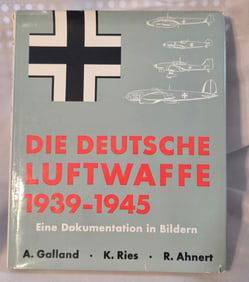 DIE DEUTSCHE
LUFTWAFFE
1939-1945
Eine Dokumentation in Bildern
A. Galland · K. Ries · R. Ahnert